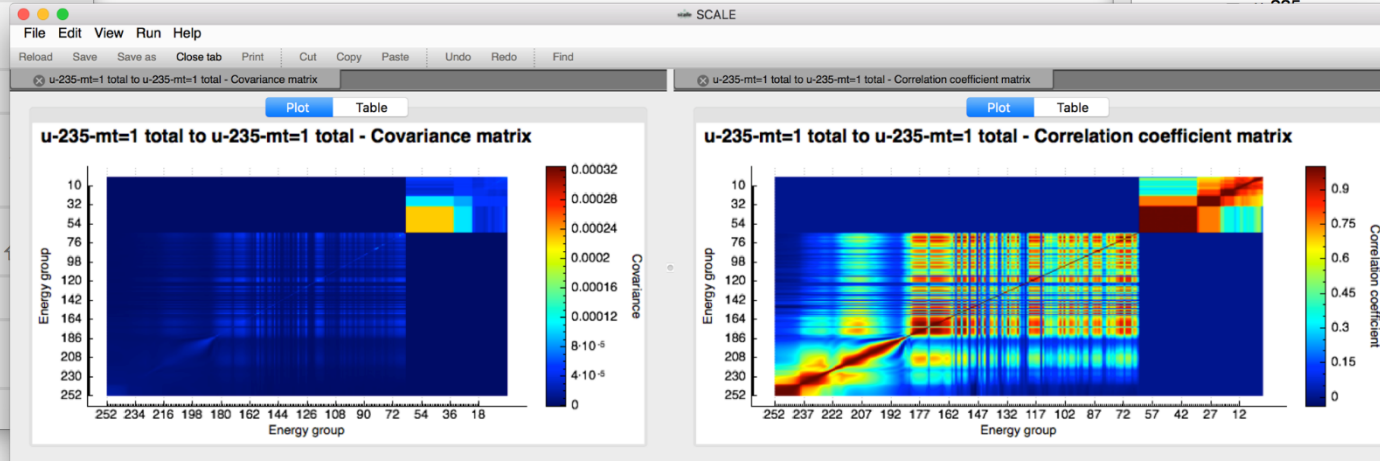 SCALE
File Edit View Run Help
Reload Save Save as Close tab Print Cut Copy Paste Undo Redo Find
u-235-mt=1 total to u-235-mt=1 total - Covariance matrix
u-235-mt=1 total to u-235-mt=1 total - Correlation coefficient matrix
Plot Table
Plot Table
u-235-mt=1 total to u-235-mt=1 total - Covariance matrix
10
32
54
76
98
120
142
164
186
208
230
252
Energy group
252 234 216 198 180 162 144 126 108 90 72 54 36 18
Energy group
0.00032
0.00028
0.00024
0.0002
0.00016
0.00012
8·10⁻⁵
4·10⁻⁵
0
Covariance
u-235-mt=1 total to u-235-mt=1 total - Correlation coefficient matrix
10
32
54
76
98
120
142
164
186
208
230
252
Energy group
252 237 222 207 192 177 162 147 132 117 102 87 72 57 42 27 12
Energy group
0.9
0.75
0.6
0.45
0.3
0.15
0
Correlation coefficient